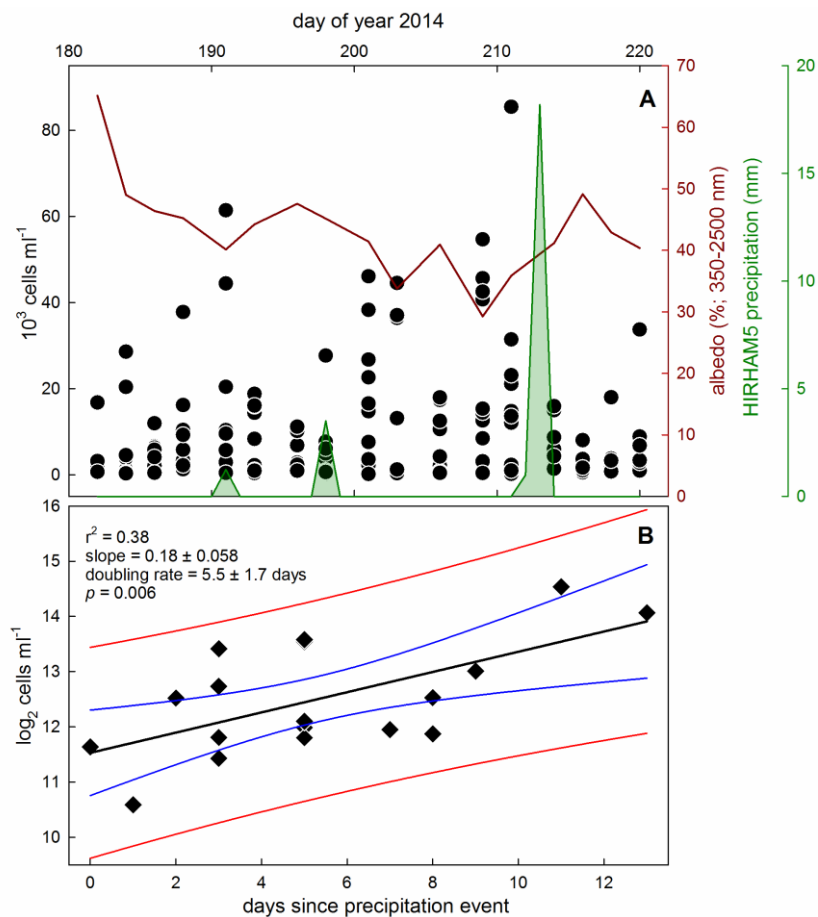 day of year 2014
180 190 200 210 220
A
80
60
40
20
0
10³ cells ml⁻¹
70
60
50
40
30
20
10
0
albedo (%; 350-2500 nm)
20
15
10
5
0
HIRHAM5 precipitation (mm)
B
r² = 0.38
slope = 0.18 ± 0.058
doubling rate = 5.5 ± 1.7 days
p = 0.006
16
15
14
13
12
11
10
log₂ cells ml⁻¹
0 2 4 6 8 10 12
days since precipitation event